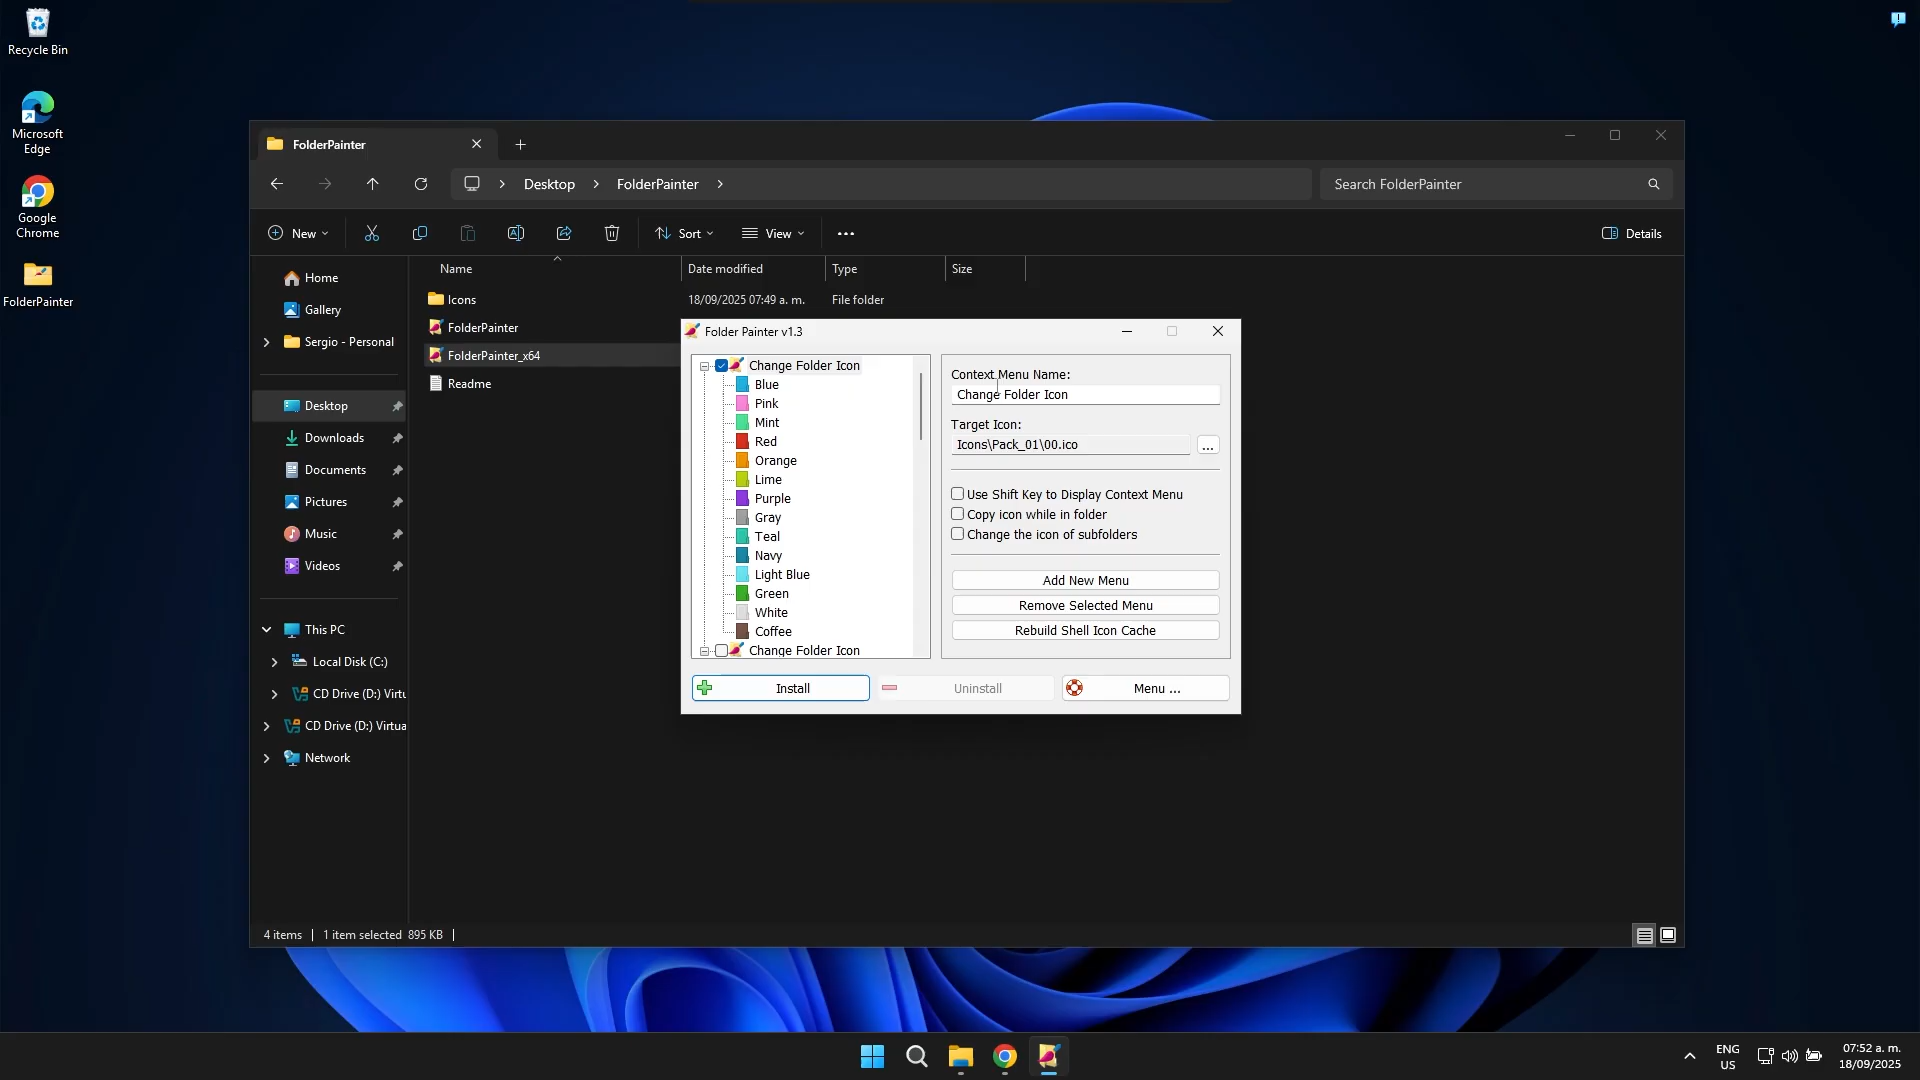 Recycle Bin
Microsoft
Edge
Google
Chrome
FolderPainter
FolderPainter
Desktop
FolderPainter
Search FolderPainter
New
Sort
View
Details
Home
Gallery
Sergio - Personal
Desktop
Downloads
Documents
Pictures
Music
Videos
This PC
Local Disk (C:)
CD Drive (D:) Virtu
CD Drive (D:) Virtua
Network
Name
Date modified
Type
Size
Icons
18/09/2025 07:49 a. m.
File folder
FolderPainter
FolderPainter_x64
Readme
Folder Painter v1.3
Change Folder Icon
Blue
Pink
Mint
Red
Orange
Lime
Purple
Gray
Teal
Navy
Light Blue
Green
White
Coffee
Change Folder Icon
Context Menu Name:
Change Folder Icon
Target Icon:
Icons\Pack_01\00.ico
...
Use Shift Key to Display Context Menu
Copy icon while in folder
Change the icon of subfolders
Add New Menu
Remove Selected Menu
Rebuild Shell Icon Cache
Install
Uninstall
Menu ...
4 items
1 item selected 895 KB
ENG
US
07:52 a. m.
18/09/2025